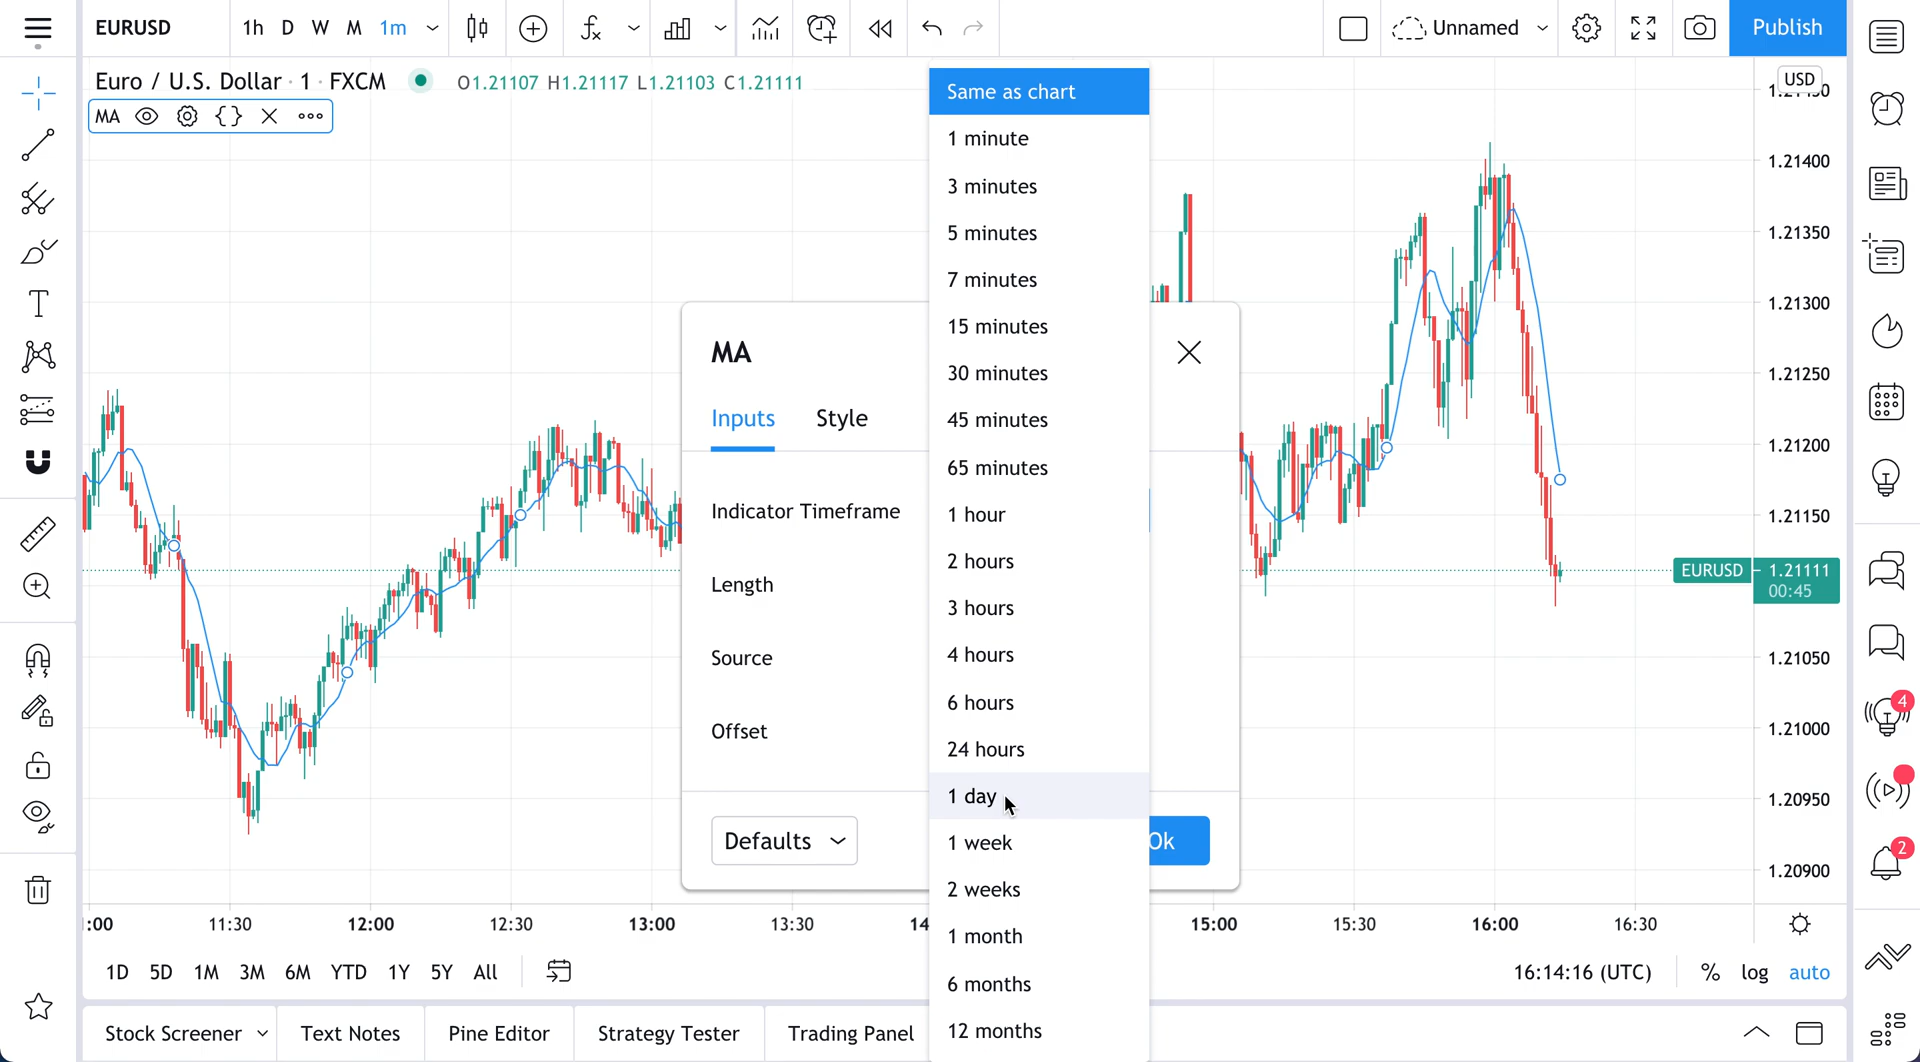 EURUSD 1h D W M 1m Unnamed Publish
Euro / U.S. Dollar · 1 · FXCM O1.21107 H1.21117 L1.21103 C1.21111
MA
USD
1.21400
1.21350
1.21300
1.21250
1.21200
1.21150
EURUSD 1.21111
00:45
1.21050
1.21000
1.20950
1.20900
Same as chart
1 minute
3 minutes
5 minutes
7 minutes
15 minutes
30 minutes
45 minutes
65 minutes
1 hour
2 hours
3 hours
4 hours
6 hours
24 hours
1 day
1 week
2 weeks
1 month
6 months
12 months
MA
Inputs Style
Indicator Timeframe
Length
Source
Offset
Defaults Ok
4
2
:00 11:30 12:00 12:30 13:00 13:30 14 15:00 15:30 16:00 16:30
1D 5D 1M 3M 6M YTD 1Y 5Y All 16:14:16 (UTC) % log auto
Stock Screener Text Notes Pine Editor Strategy Tester Trading Panel